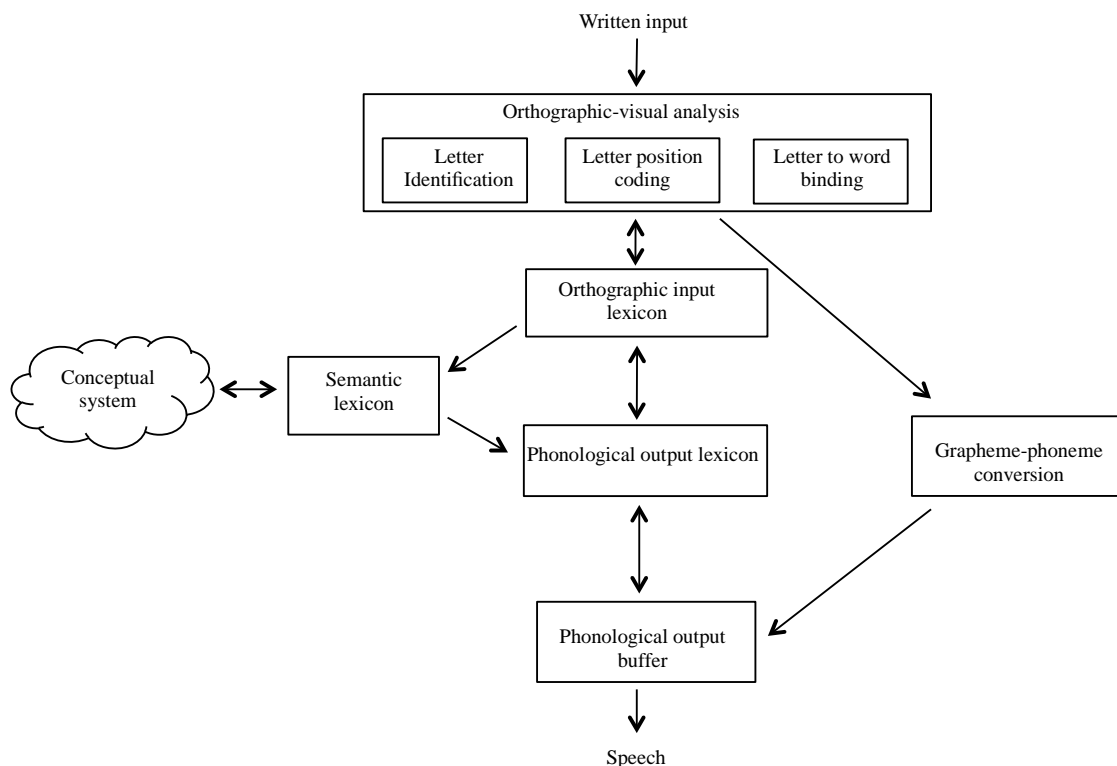 Written input
Orthographic-visual analysis
Letter
Identification
Letter position
coding
Letter to word
binding
Orthographic input
lexicon
Conceptual
system
Semantic
lexicon
Phonological output lexicon
Grapheme-phoneme
conversion
Phonological output
buffer
Speech